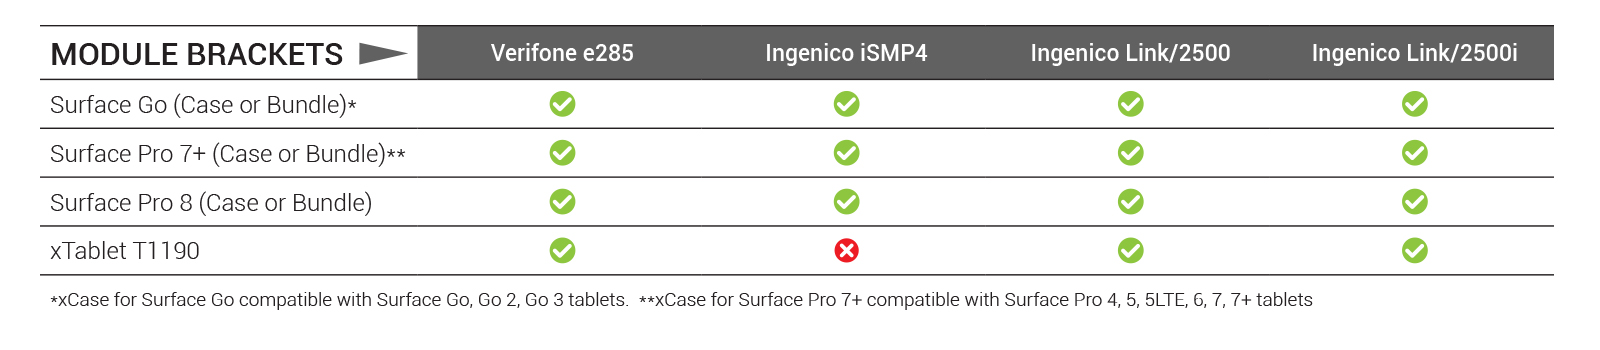 MODULE BRACKETS Verifone e285 Ingenico iSMP4 Ingenico Link/2500 Ingenico Link/2500i
Surface Go (Case or Bundle)*
Surface Pro 7+ (Case or Bundle)**
Surface Pro 8 (Case or Bundle)
xTablet T1190
*xCase for Surface Go compatible with Surface Go, Go 2, Go 3 tablets. **xCase for Surface Pro 7+ compatible with Surface Pro 4, 5, 5LTE, 6, 7, 7+ tablets